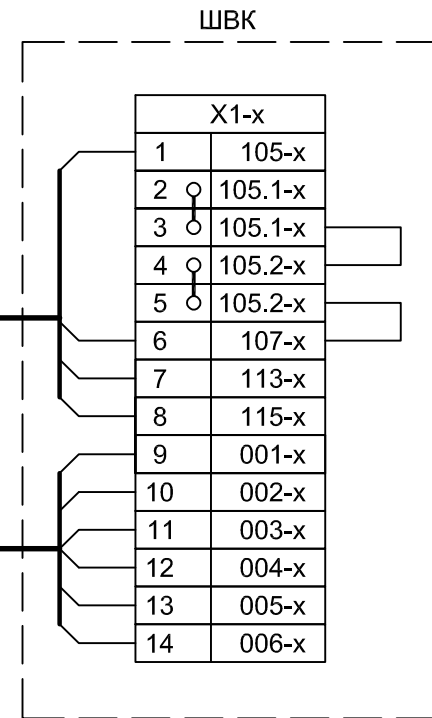 ШВК
X1-x
1 105-x
2 105.1-x
3 105.1-x
4 105.2-x
5 105.2-x
6 107-x
7 113-x
8 115-x
9 001-x
10 002-x
11 003-x
12 004-x
13 005-x
14 006-x